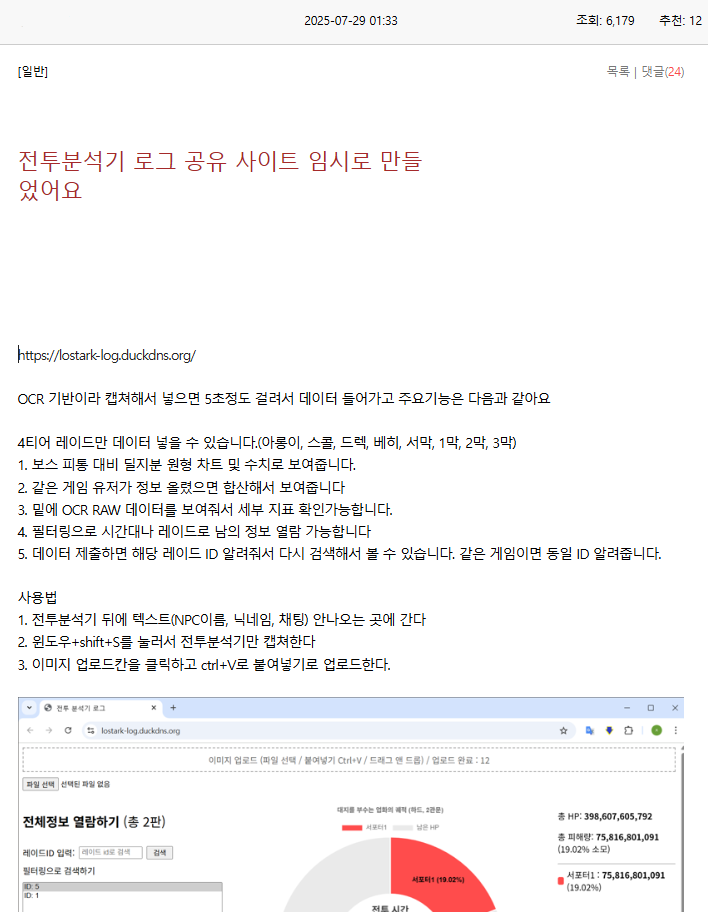 2025-07-29 01:33 조회: 6,179 추천: 12
[일반] 목록 | 댓글(24)
전투분석기 로그 공유 사이트 임시로 만들
었어요
https://lostark-log.duckdns.org/
OCR 기반이라 캡쳐해서 넣으면 5초정도 걸려서 데이터 들어가고 주요기능은 다음과 같아요
4티어 레이드만 데이터 넣을 수 있습니다.(아롱이, 스콜, 드렉, 베히, 서막, 1막, 2막, 3막)
1. 보스 피통 대비 딜지분 원형 차트 및 수치로 보여줍니다.
2. 같은 게임 유저가 정보 올렸으면 합산해서 보여줍니다
3. 밑에 OCR RAW 데이터를 보여줘서 세부 지표 확인가능합니다.
4. 필터링으로 시간대나 레이드로 남의 정보 열람 가능합니다
5. 데이터 제출하면 해당 레이드 ID 알려줘서 다시 검색해서 볼 수 있습니다. 같은 게임이면 동일 ID 알려줍니다.
사용법
1. 전투분석기 뒤에 텍스트(NPC이름, 닉네임, 채팅) 안나오는 곳에 간다
2. 윈도우+shift+S를 눌러서 전투분석기만 캡쳐한다
3. 이미지 업로드칸을 클릭하고 ctrl+V로 붙여넣기로 업로드한다.
전투 분석기 로그
lostark-log.duckdns.org
이미지 업로드 (파일 선택 / 붙여넣기 Ctrl+V / 드래그 앤 드롭) / 업로드 완료 : 12
파일 선택 선택된 파일 없음
전체정보 열람하기 (총 2판)
레이드ID 입력: 레이드 id로 검색 검색
필터링으로 검색하기
ID: 5
ID: 1
대지를 부수는 업화의 궤적 (하드, 2관문)
서포터1 남은 HP
서포터1 (19.02%)
전투 시간
총 HP: 398,607,605,792
총 피해량: 75,816,801,091
(19.02% 소모)
서포터1 : 75,816,801,091
(19.02%)